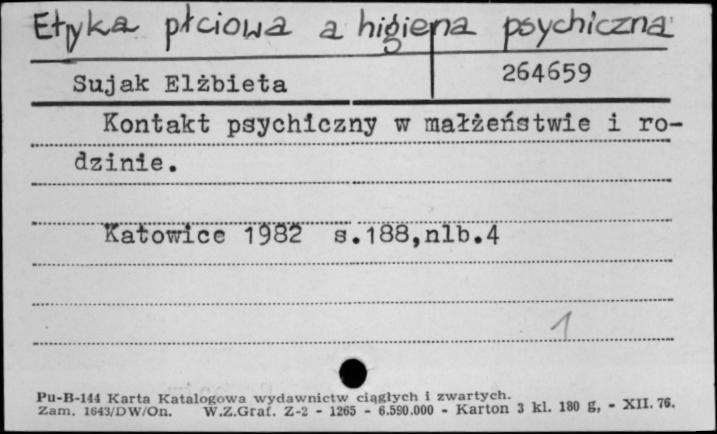 Etyka płciowa a higiena psychiczna
Sujak Elżbieta
264659
Kontakt psychiczny w małżeństwie i ro-
dzinie.
Katowice 1982 s.188,nlb.4
1
Pu-B-144 Karta Katalogowa wydawnictw ciągłych i zwartych.
Zam. 1643/DW/On. W.Z.Graf. Z-2 - 1265 - 6.590.000 - Karton 3 kl. 180 g, - XII. 76.